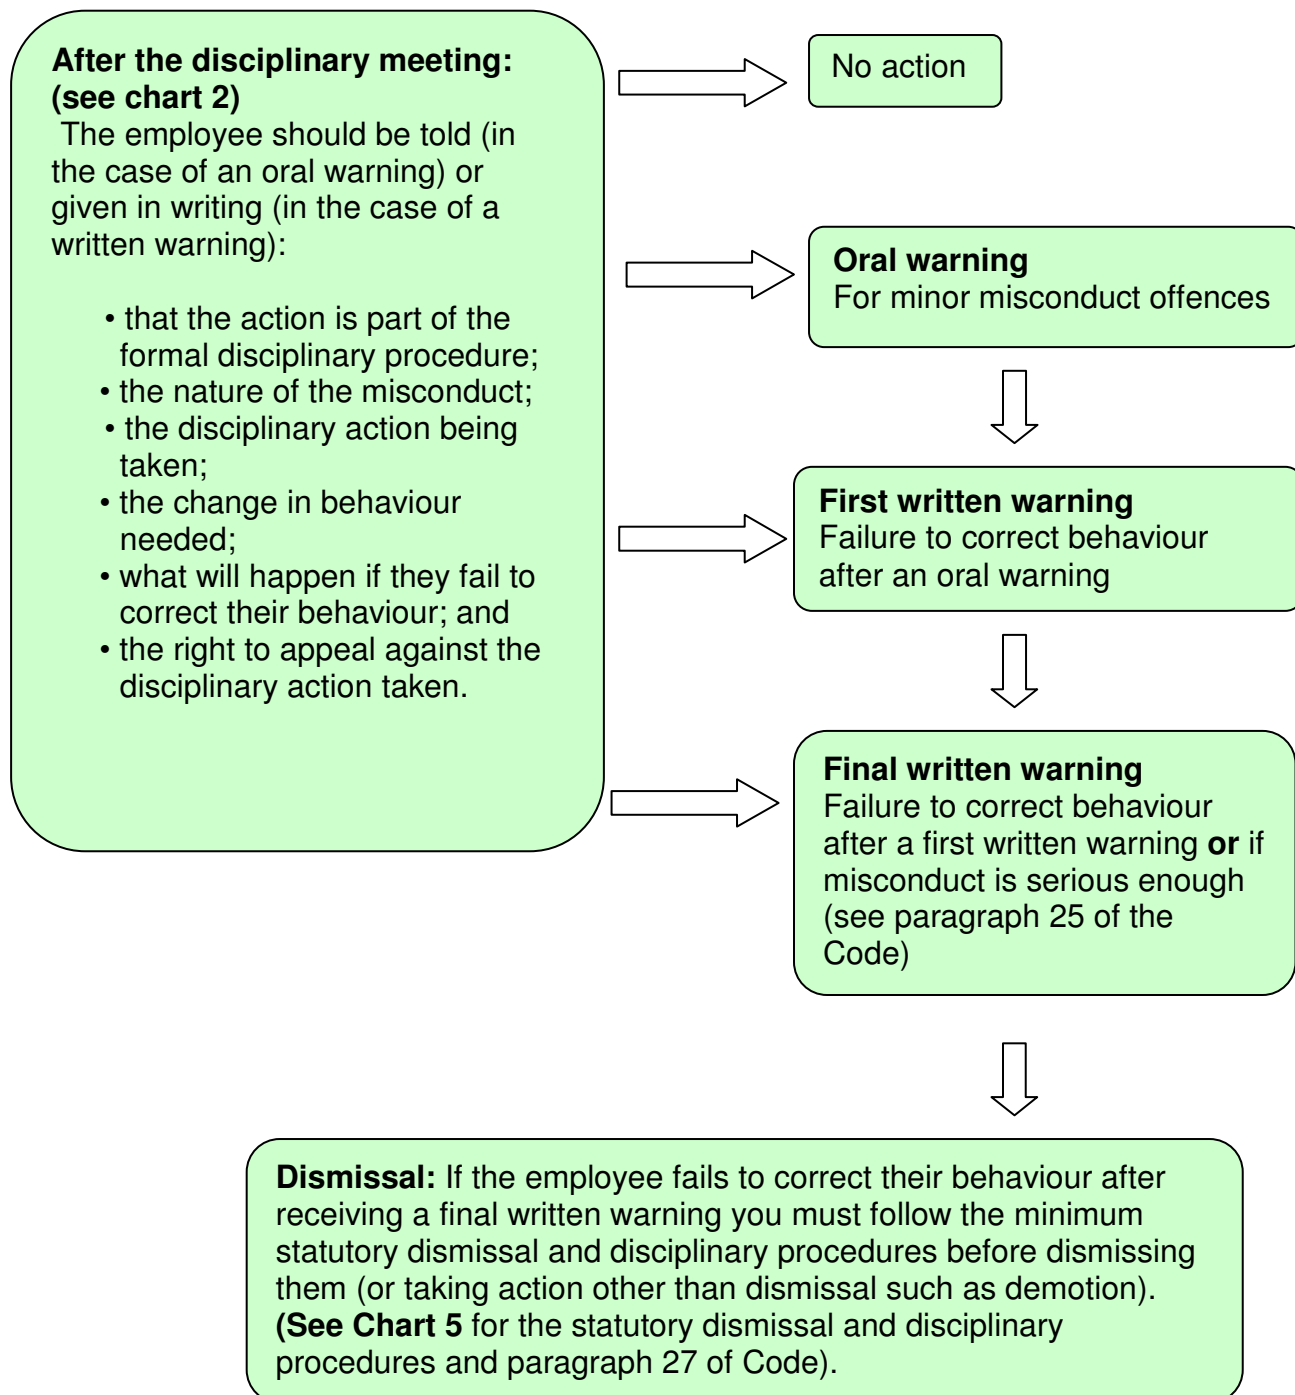 After the disciplinary meeting:
(see chart 2)
The employee should be told (in
the case of an oral warning) or
given in writing (in the case of a
written warning):
• that the action is part of the
formal disciplinary procedure;
• the nature of the misconduct;
• the disciplinary action being
taken;
• the change in behaviour
needed;
• what will happen if they fail to
correct their behaviour; and
• the right to appeal against the
disciplinary action taken.
No action
Oral warning
For minor misconduct offences
First written warning
Failure to correct behaviour
after an oral warning
Final written warning
Failure to correct behaviour
after a first written warning or if
misconduct is serious enough
(see paragraph 25 of the
Code)
Dismissal: If the employee fails to correct their behaviour after
receiving a final written warning you must follow the minimum
statutory dismissal and disciplinary procedures before dismissing
them (or taking action other than dismissal such as demotion).
(See Chart 5 for the statutory dismissal and disciplinary
procedures and paragraph 27 of Code).